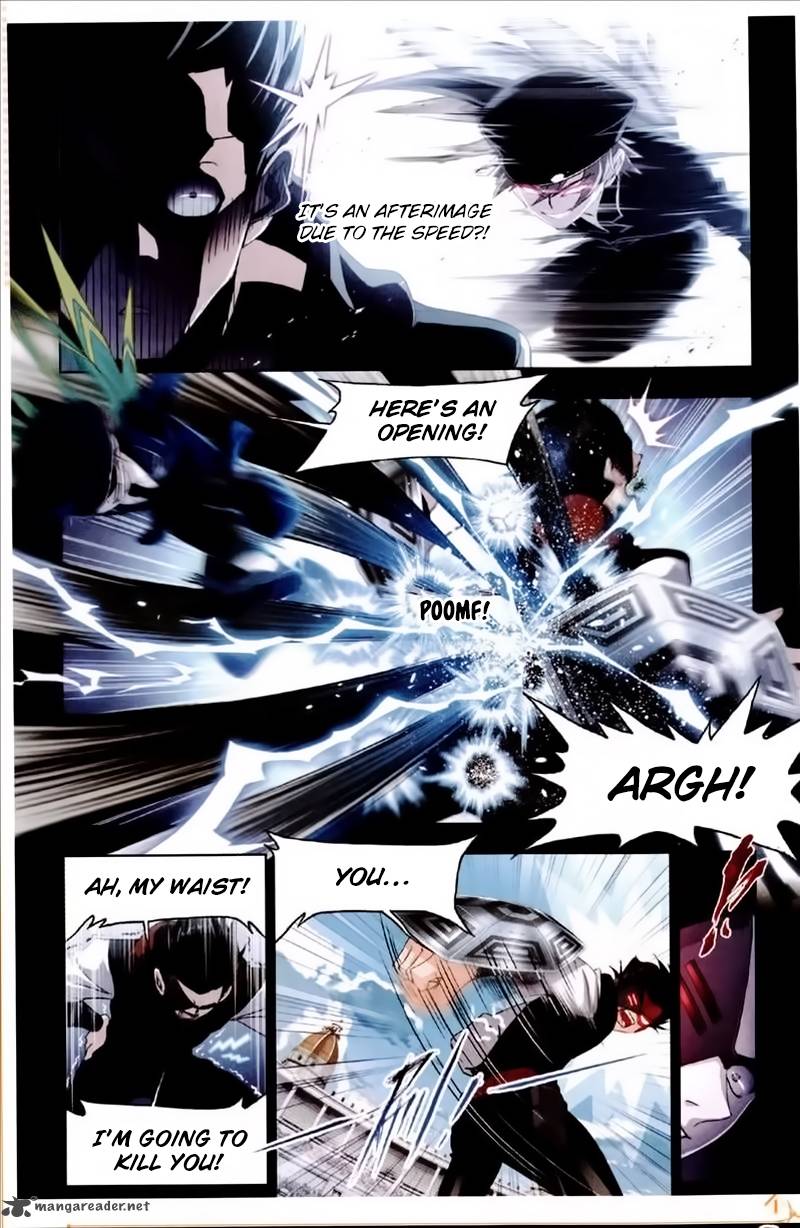 IT'S AN AFTERIMAGE
DUE TO THE SPEED?!
HERE'S AN
OPENING!
POOMF!
ARGH!
AH, MY WAIST!
YOU...
I'M GOING TO
KILL YOU!
mangareader.net